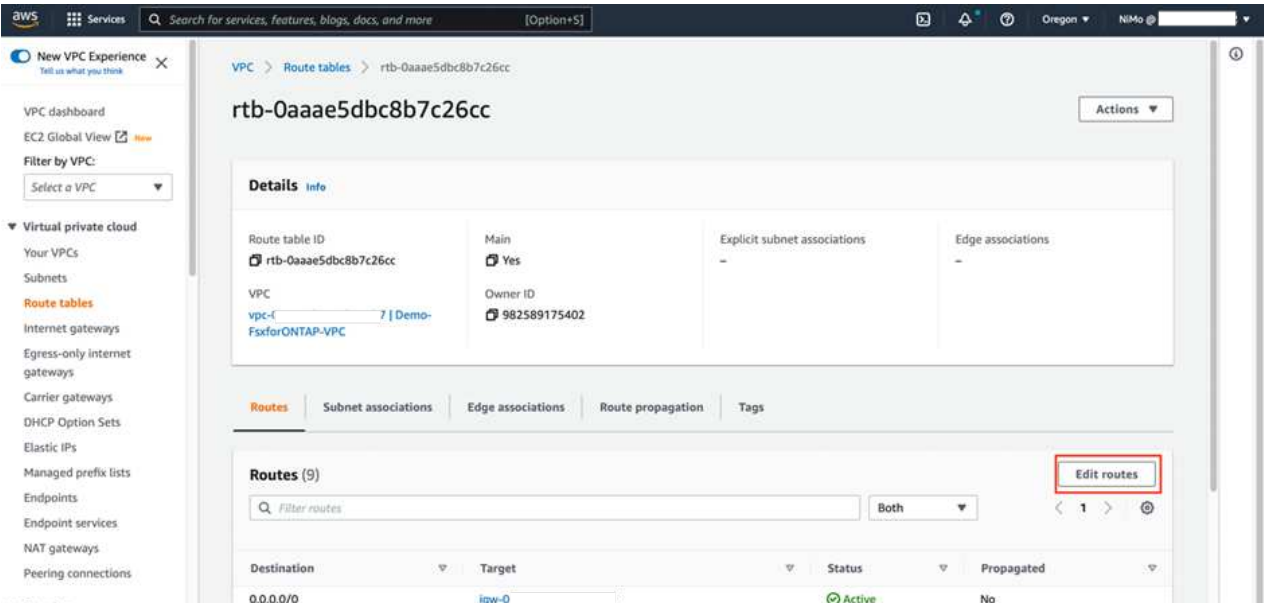 aws Services Search for services, features, blogs, docs, and more [Option+S] Oregon NiMo @
New VPC Experience
Tell us what you think
VPC dashboard
EC2 Global View New
Filter by VPC:
Select a VPC
Virtual private cloud
Your VPCs
Subnets
Route tables
Internet gateways
Egress-only internet
gateways
Carrier gateways
DHCP Option Sets
Elastic IPs
Managed prefix lists
Endpoints
Endpoint services
NAT gateways
Peering connections
VPC > Route tables > rtb-0aaae5dbc8b7c26cc
rtb-0aaae5dbc8b7c26cc
Actions
Details Info
Route table ID
rtb-0aaae5dbc8b7c26cc
Main
Yes
Explicit subnet associations
–
Edge associations
–
VPC
vpc-( 7 | Demo-
FsxforONTAP-VPC
Owner ID
982589175402
Routes Subnet associations Edge associations Route propagation Tags
Routes (9)
Edit routes
Filter routes
Both
< 1 >
Destination Target Status Propagated
0.0.0.0/0 igw-0 Active No